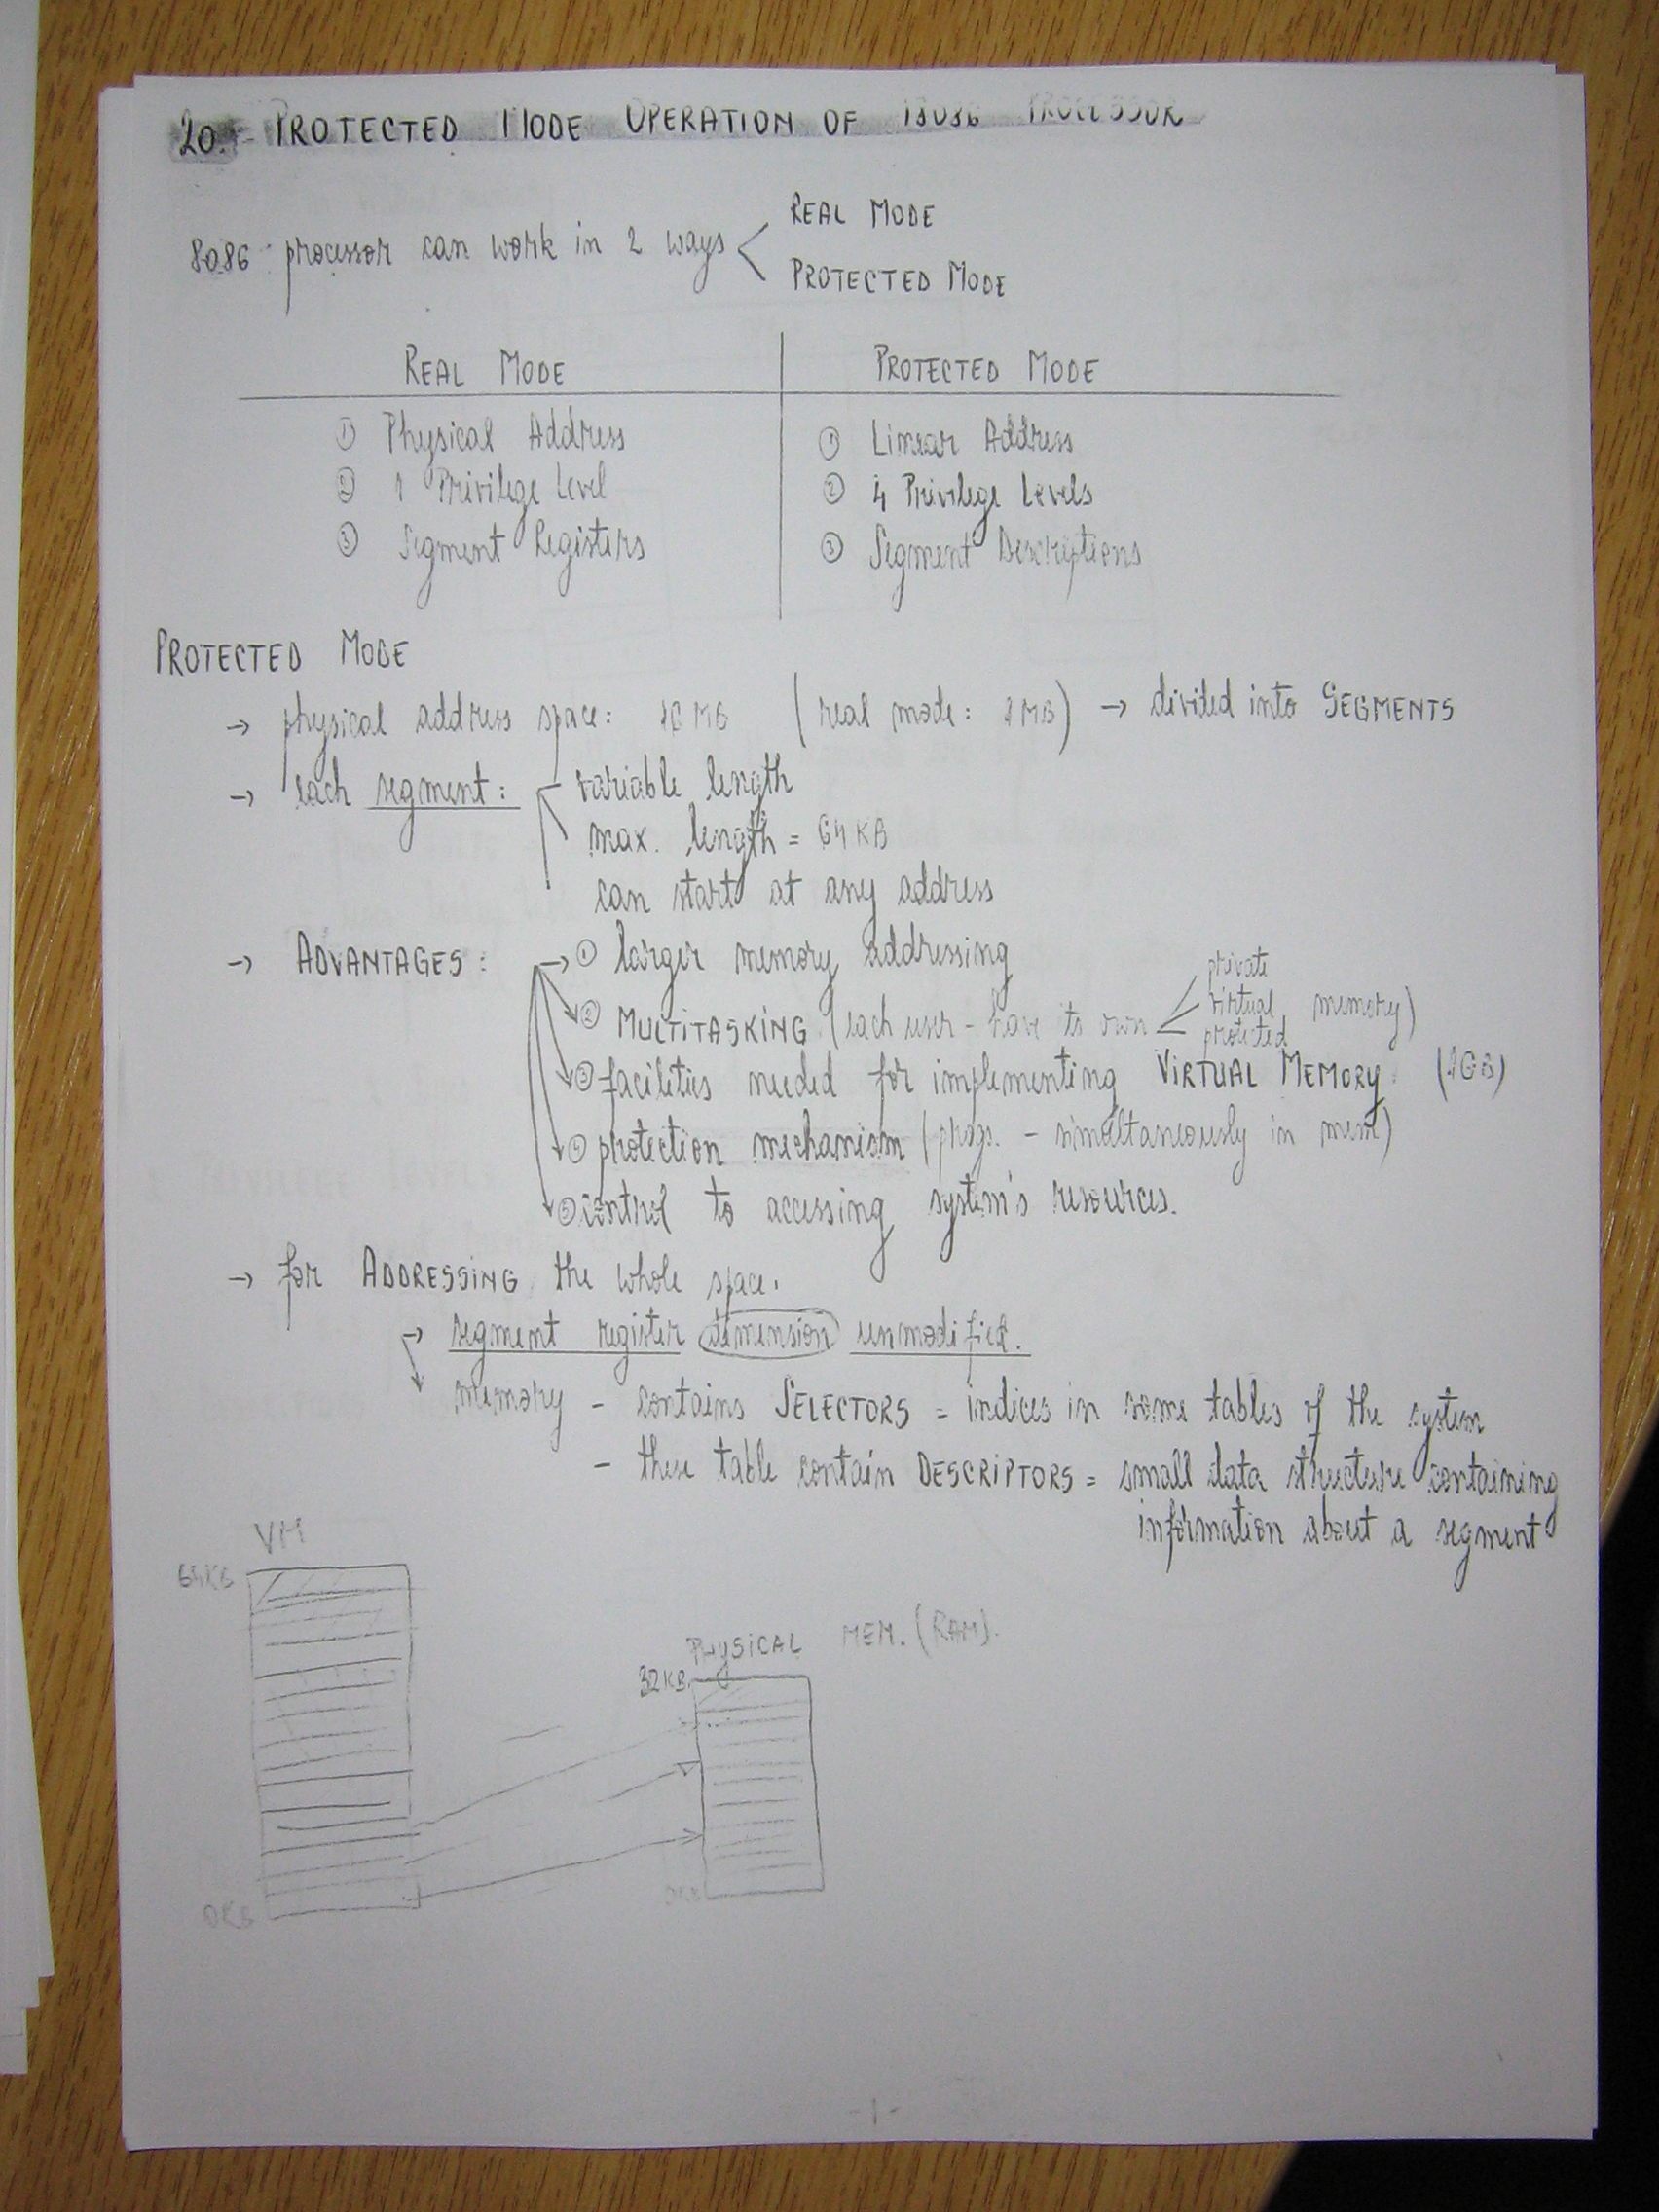 20. PROTECTED MODE OPERATION OF I8086 PROCESSOR
8086 processor can work in 2 ways
REAL MODE
PROTECTED MODE
REAL MODE
PROTECTED MODE
① Physical Address
① Linear Address
② 1 Privilege Level
② 4 Privilege Levels
③ Segment Registers
③ Segment Descriptions
PROTECTED MODE
→ physical address space: 16 MB (real mode: 1 MB) → divided into SEGMENTS
→ each segment: variable length
max. length = 64 KB
can start at any address
→ ADVANTAGES: → ① larger memory addressing
② MULTITASKING (each user - have its own private virtual protected memory)
③ facilities needed for implementing VIRTUAL MEMORY (1GB)
④ protection mechanism (progs. - simultaneously in mem)
⑤ control to accessing system's resources.
→ for ADDRESSING the whole space.
→ segment register dimension unmodified.
memory - contains SELECTORS = indices in some tables of the system
- these table contain DESCRIPTORS = small data structure containing
information about a segment
VM
64KB
PHYSICAL MEM. (RAM).
32KB
0KB
0KB
- 1 -